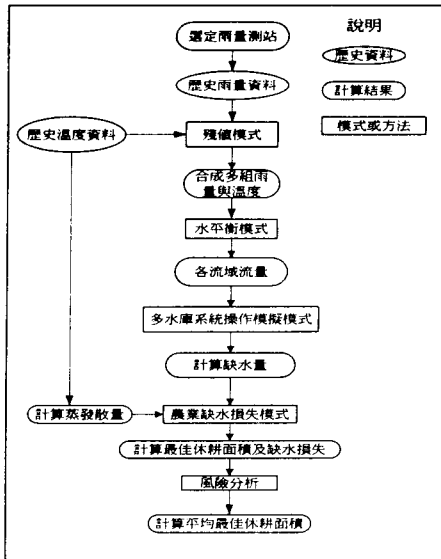 選定雨量測站
說明
歷史資料
歷史雨量資料
計算結果
歷史溫度資料
殘值模式
模式或方法
合成多組雨
量與溫度
水平衡模式
各流域流量
多水庫系統操作模擬模式
計算缺水量
計算蒸發散量
農業缺水損失模式
計算最佳休耕面積及缺水損失
風險分析
計算平均最佳休耕面積